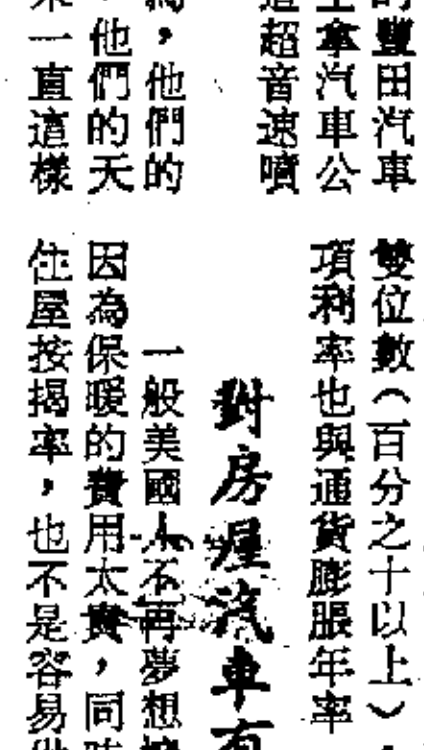 的豐田汽車
上拿汽車公
超音速噴
，他們的
他們的天
一直這樣
雙位數（百分之十以上）
項利率也與通貨膨脹年率
對房屋汽車有
一般美國人不再夢想
因為保暖的費用太貴，同時
住屋按揭率，也不是容易